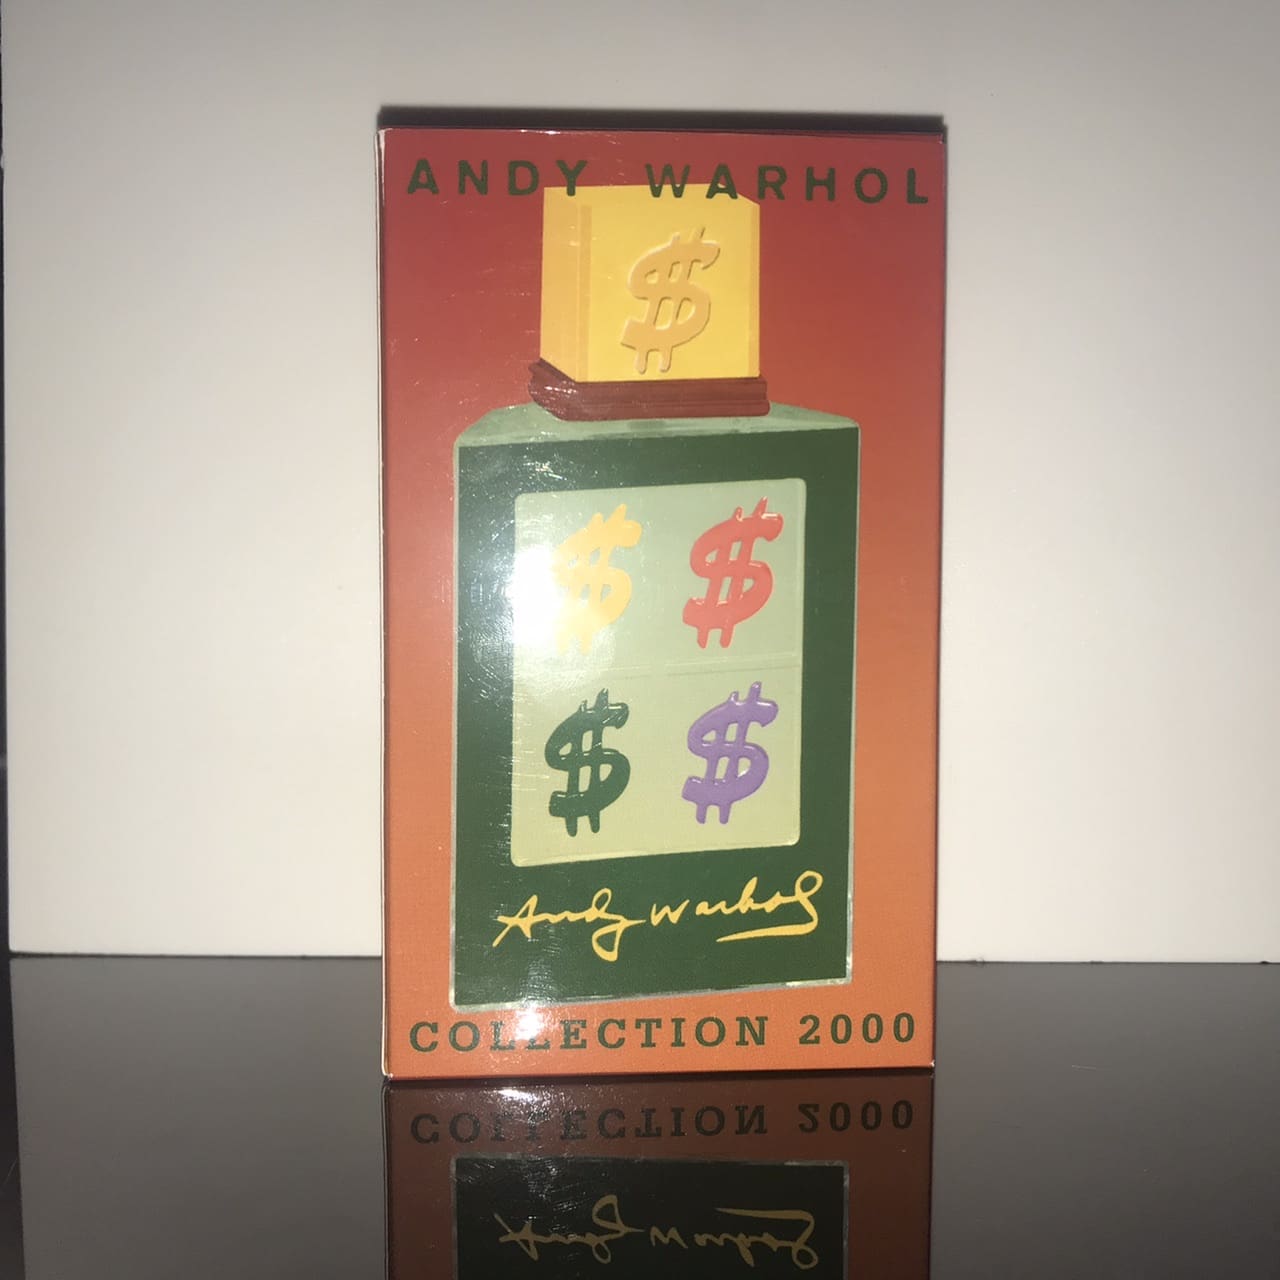 ANDY WARHOL
$
$ $
$ $
Andy Warhol
COLLECTION 2000